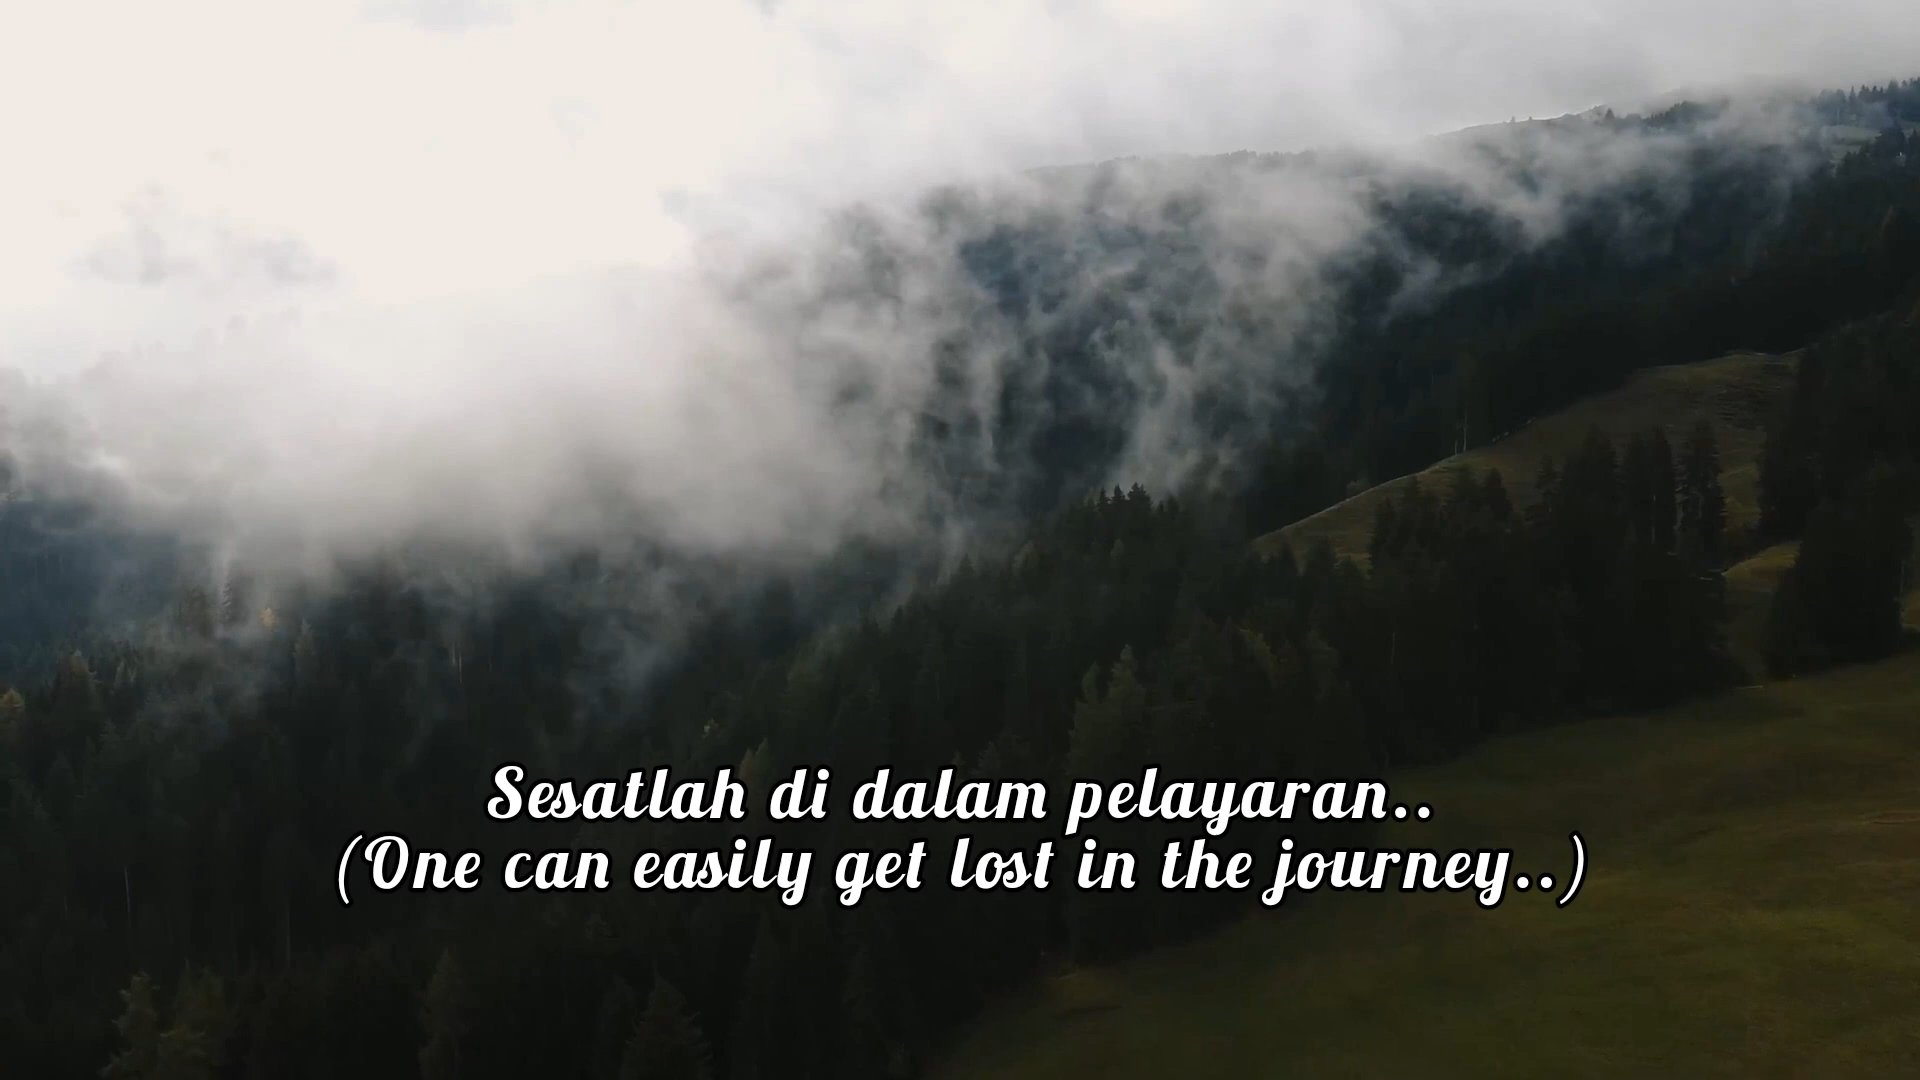 Sesatlah di dalam pelayaran..
(One can easily get lost in the journey..)